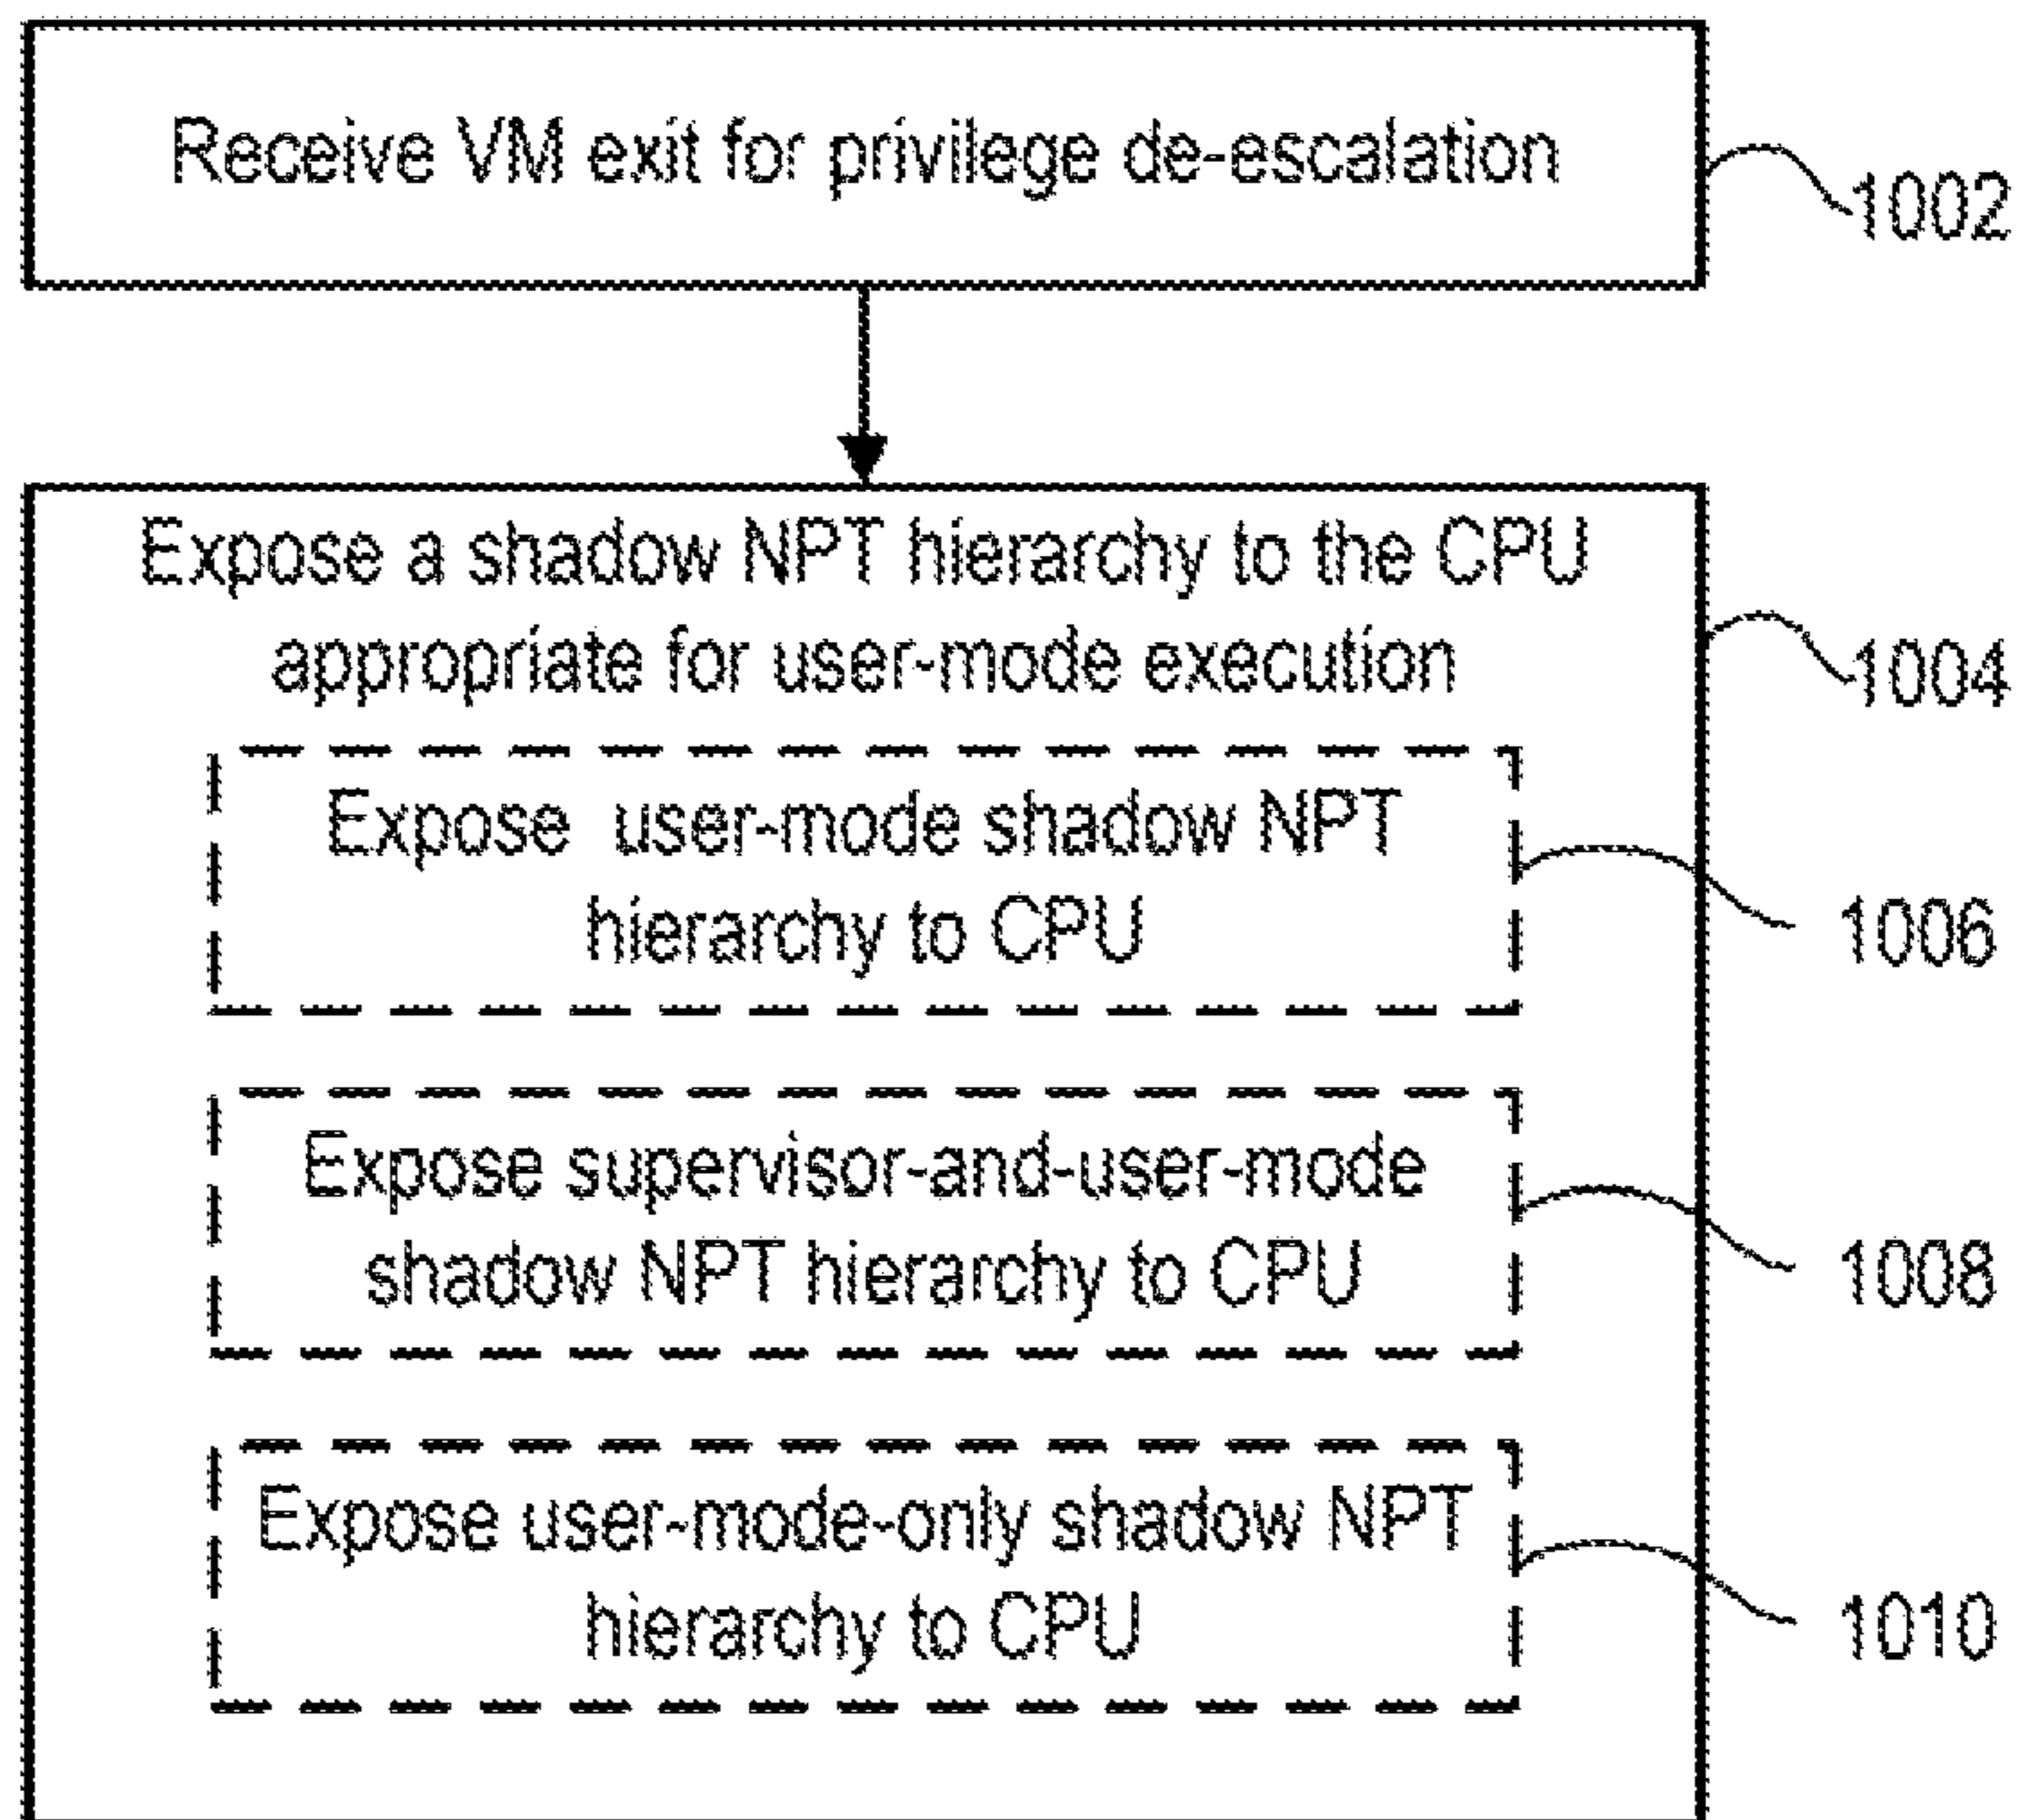 Receive VM exit for privilege de-escalation
1002
Expose a shadow NPT hierarchy to the CPU
appropriate for user-mode execution
1004
Expose user-mode shadow NPT
hierarchy to CPU
1006
Expose supervisor-and-user-mode
shadow NPT hierarchy to CPU
1008
Expose user-mode-only shadow NPT
hierarchy to CPU
1010